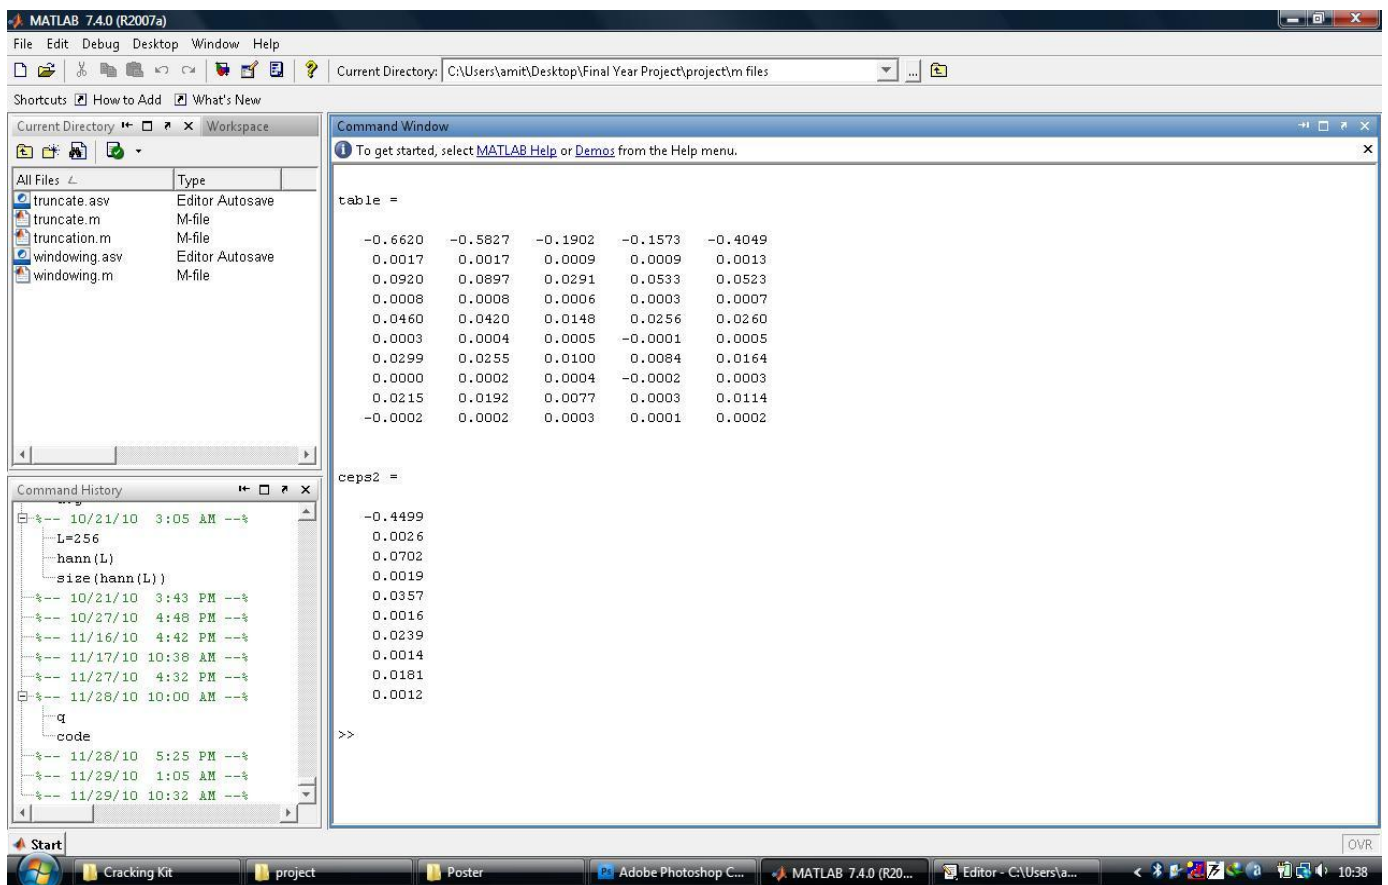 MATLAB 7.4.0 (R2007a)
File Edit Debug Desktop Window Help
Current Directory: C:\Users\amit\Desktop\Final Year Project\project\m files
Shortcuts How to Add What's New
Current Directory Workspace
All Files Type
truncate.asv Editor Autosave
truncate.m M-file
truncation.m M-file
windowing.asv Editor Autosave
windowing.m M-file
Command History
%-- 10/21/10 3:05 AM --%
L=256
hann(L)
size(hann(L))
%-- 10/21/10 3:43 PM --%
%-- 10/27/10 4:48 PM --%
%-- 11/16/10 4:42 PM --%
%-- 11/17/10 10:38 AM --%
%-- 11/27/10 4:32 PM --%
%-- 11/28/10 10:00 AM --%
q
code
%-- 11/28/10 5:25 PM --%
%-- 11/29/10 1:05 AM --%
%-- 11/29/10 10:32 AM --%
Command Window
To get started, select MATLAB Help or Demos from the Help menu.
table =
-0.6620 -0.5827 -0.1902 -0.1573 -0.4049
0.0017 0.0017 0.0009 0.0009 0.0013
0.0920 0.0897 0.0291 0.0533 0.0523
0.0008 0.0008 0.0006 0.0003 0.0007
0.0460 0.0420 0.0148 0.0256 0.0260
0.0003 0.0004 0.0005 -0.0001 0.0005
0.0299 0.0255 0.0100 0.0084 0.0164
0.0000 0.0002 0.0004 -0.0002 0.0003
0.0215 0.0192 0.0077 0.0003 0.0114
-0.0002 0.0002 0.0003 0.0001 0.0002
ceps2 =
-0.4499
0.0026
0.0702
0.0019
0.0357
0.0016
0.0239
0.0014
0.0181
0.0012
>>
Start OVR
Cracking Kit project Poster Adobe Photoshop C... MATLAB 7.4.0 (R20... Editor - C:\Users\a... 10:38